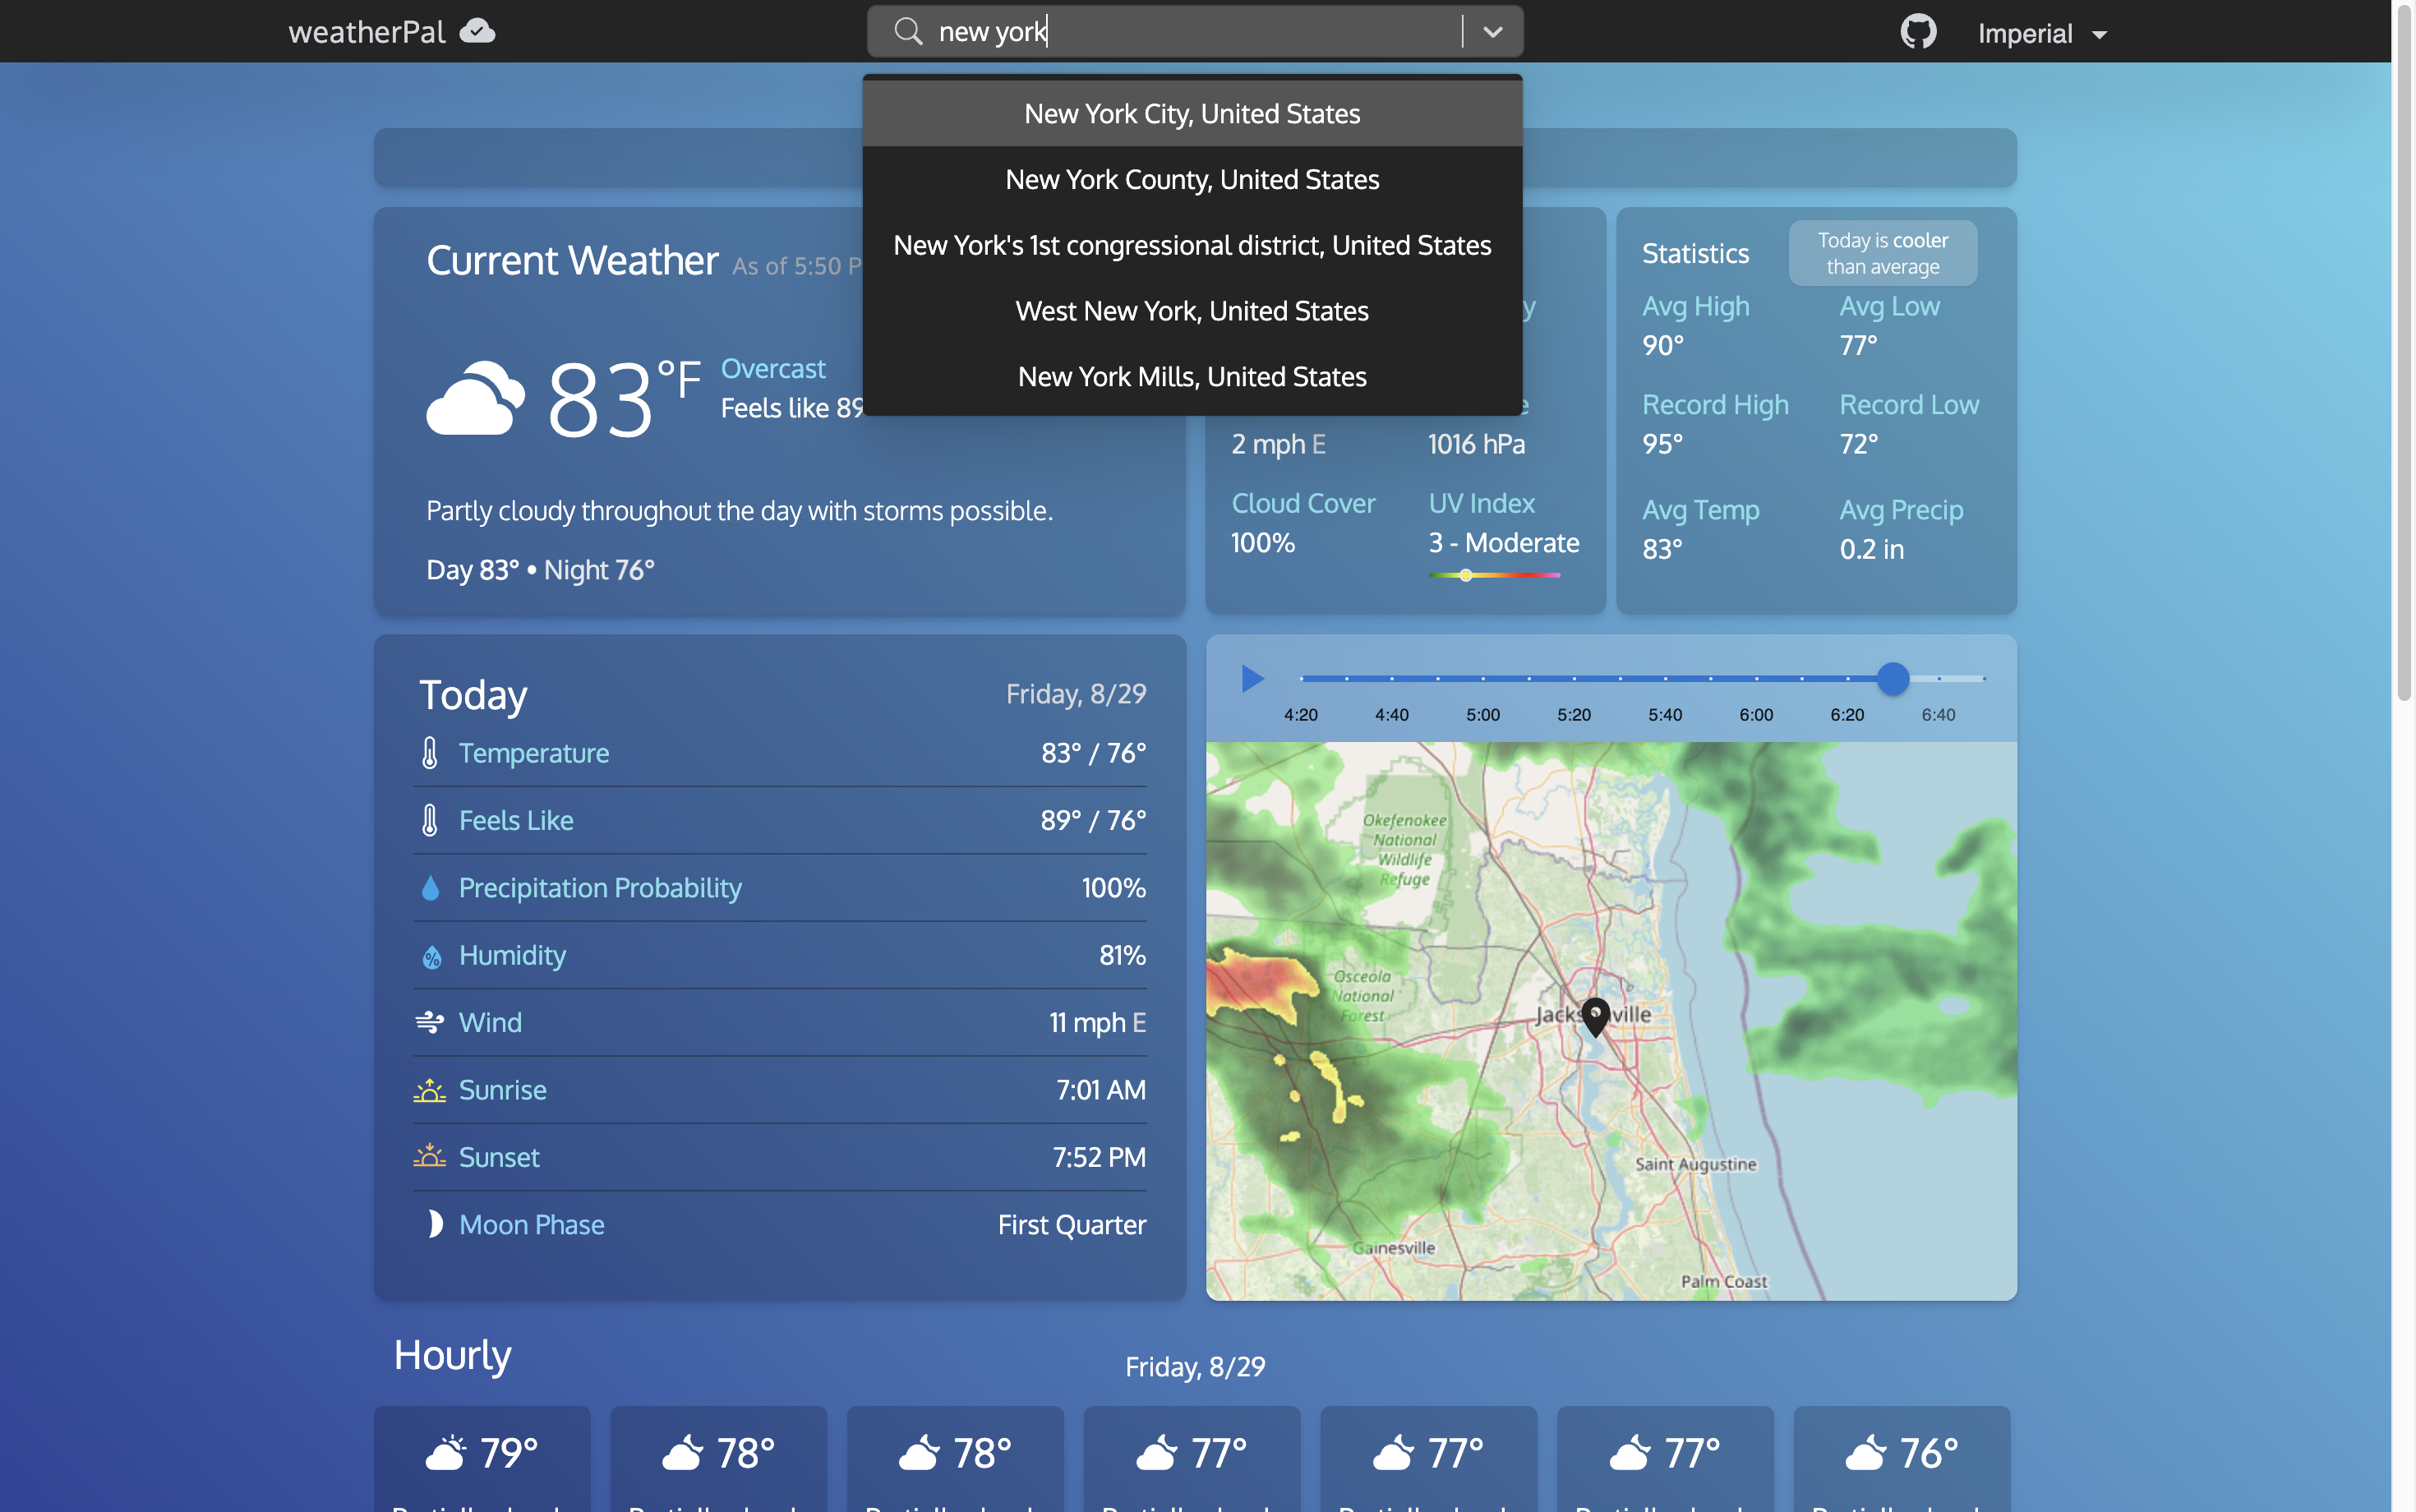 weatherPal
new york
Imperial
New York City, United States
New York County, United States
New York's 1st congressional district, United States
West New York, United States
New York Mills, United States
Current Weather As of 5:50 P
83°F
Overcast
Feels like 89
Partly cloudy throughout the day with storms possible.
Day 83° • Night 76°
y
e
2 mph E
1016 hPa
Cloud Cover
100%
UV Index
3 - Moderate
Statistics
Today is cooler
than average
Avg High
90°
Avg Low
77°
Record High
95°
Record Low
72°
Avg Temp
83°
Avg Precip
0.2 in
Today
Friday, 8/29
Temperature 83° / 76°
Feels Like 89° / 76°
Precipitation Probability 100%
Humidity 81%
Wind 11 mph E
Sunrise 7:01 AM
Sunset 7:52 PM
Moon Phase First Quarter
4:20 4:40 5:00 5:20 5:40 6:00 6:20 6:40
Okefenokee
National
Wildlife
Refuge
Osceola
National
Forest
Jacksonville
Saint Augustine
Gainesville
Palm Coast
Hourly
Friday, 8/29
79° 78° 78° 77° 77° 77° 76°